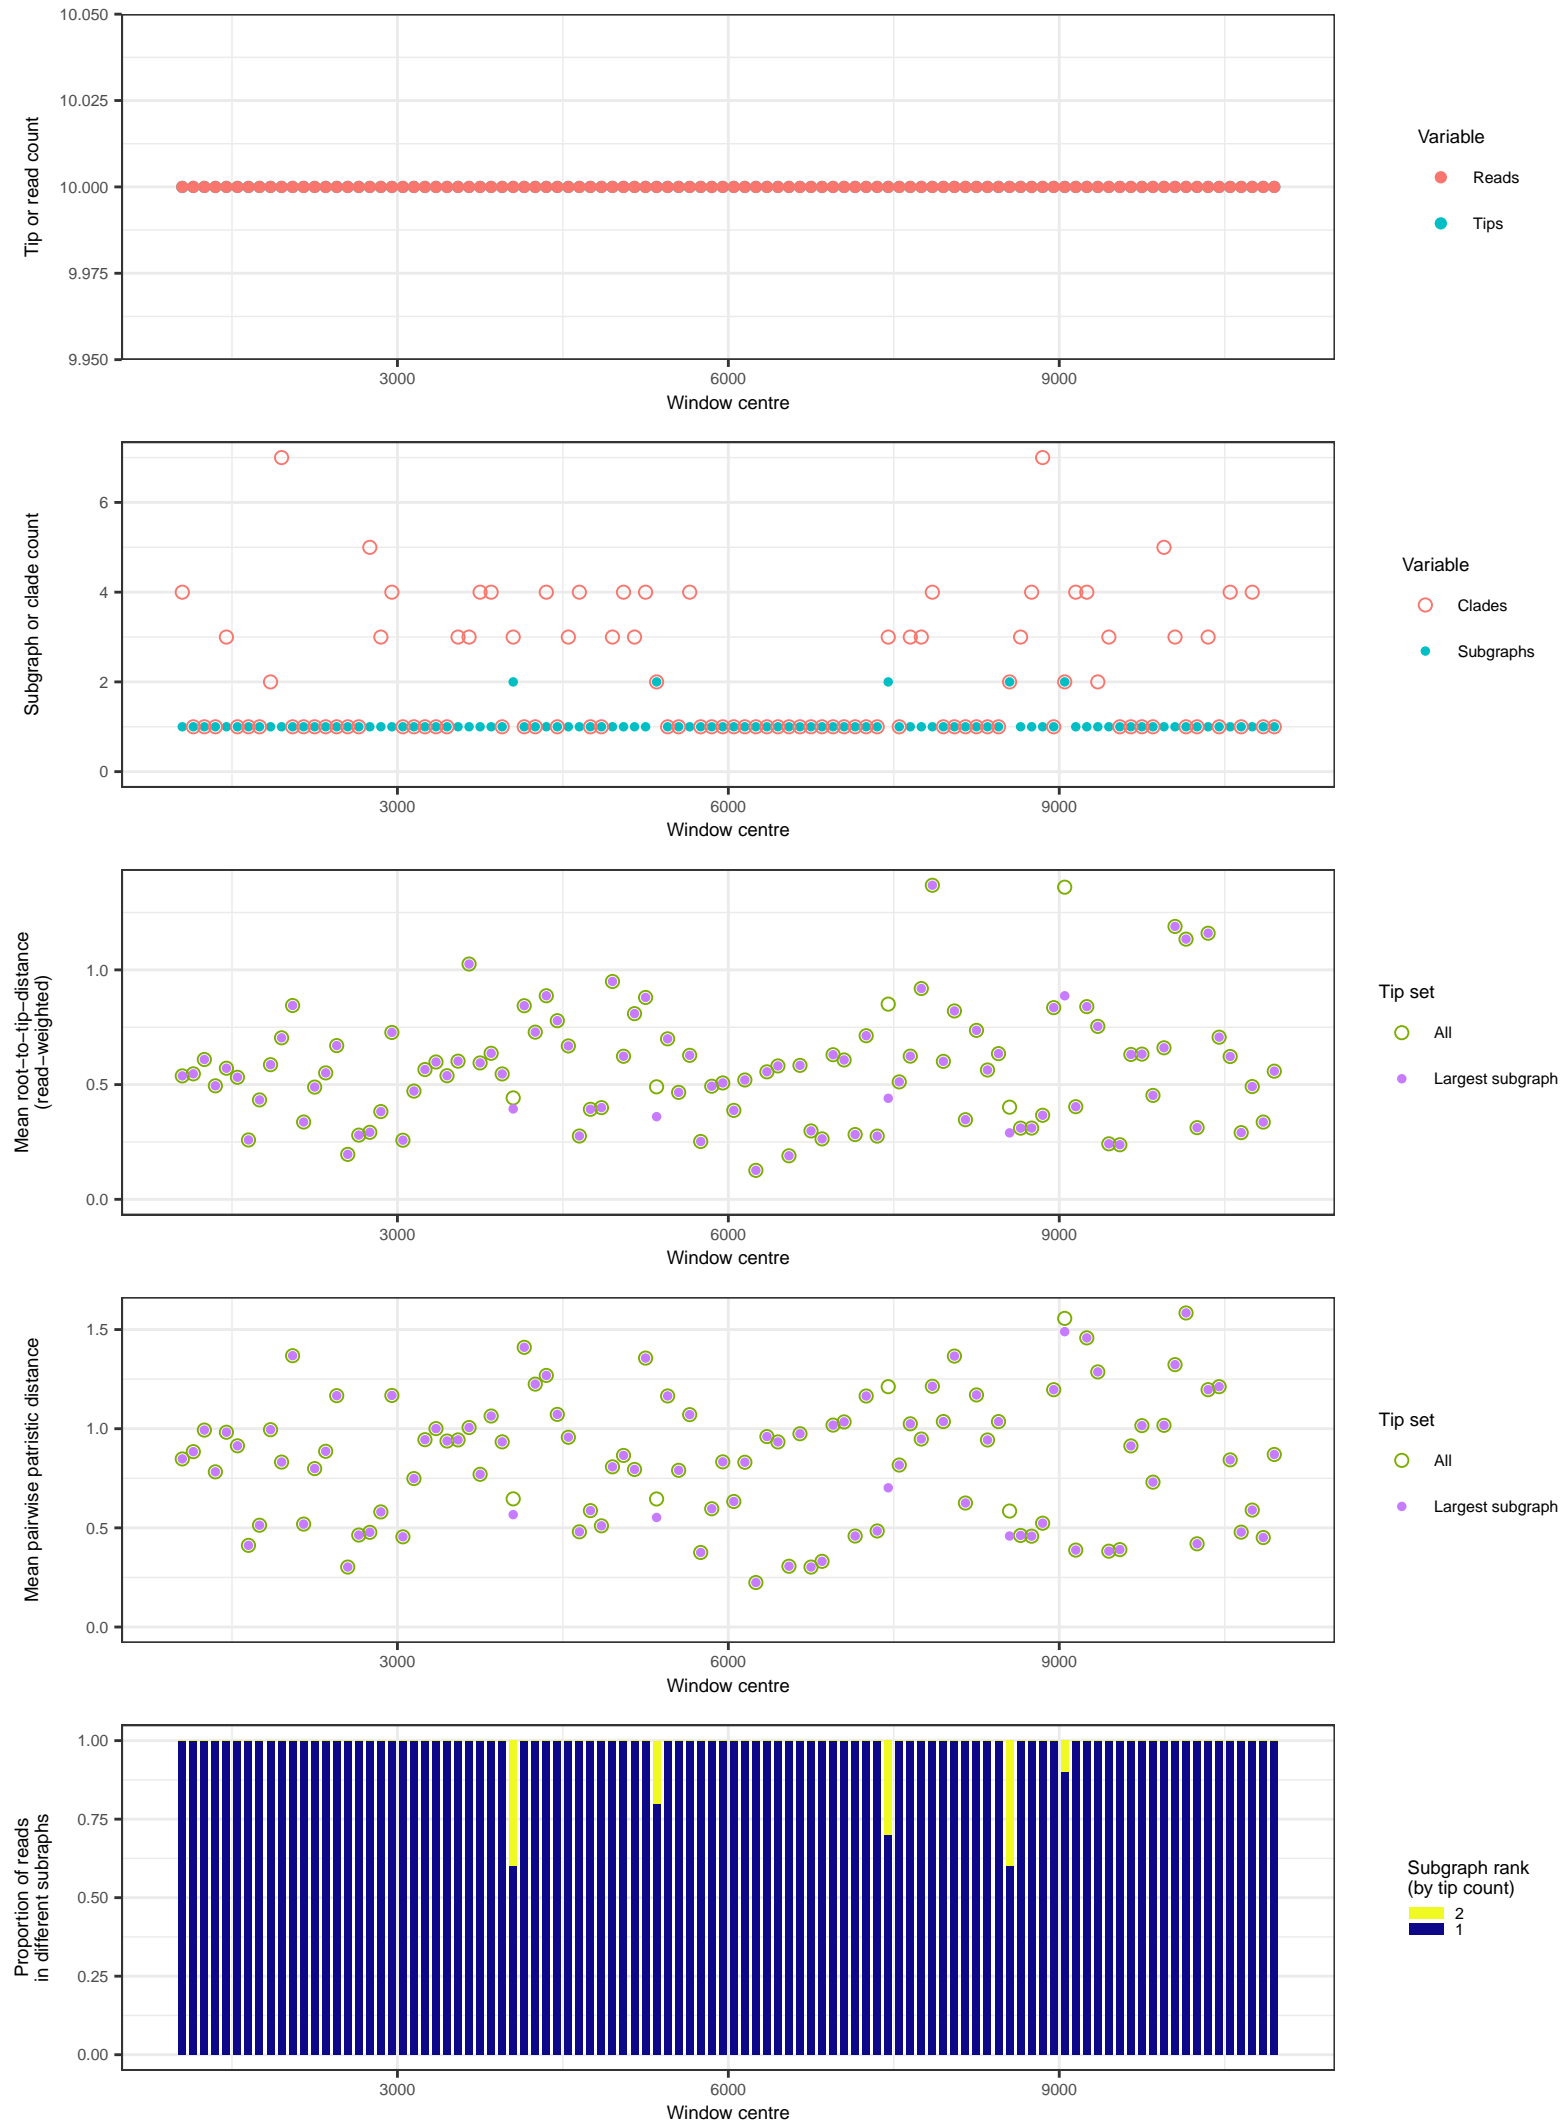 10.050
10.025
10.000
9.975
9.950
Tip or read count
3000 6000 9000
Window centre
Variable
Reads
Tips
6
4
2
0
Subgraph or clade count
3000 6000 9000
Window centre
Variable
Clades
Subgraphs
1.0
0.5
0.0
Mean root−to−tip−distance
(read−weighted)
3000 6000 9000
Window centre
Tip set
All
Largest subgraph
1.5
1.0
0.5
0.0
Mean pairwise patristic distance
3000 6000 9000
Window centre
Tip set
All
Largest subgraph
1.00
0.75
0.50
0.25
0.00
Proportion of reads
in different subraphs
3000 6000 9000
Window centre
Subgraph rank
(by tip count)
2
1